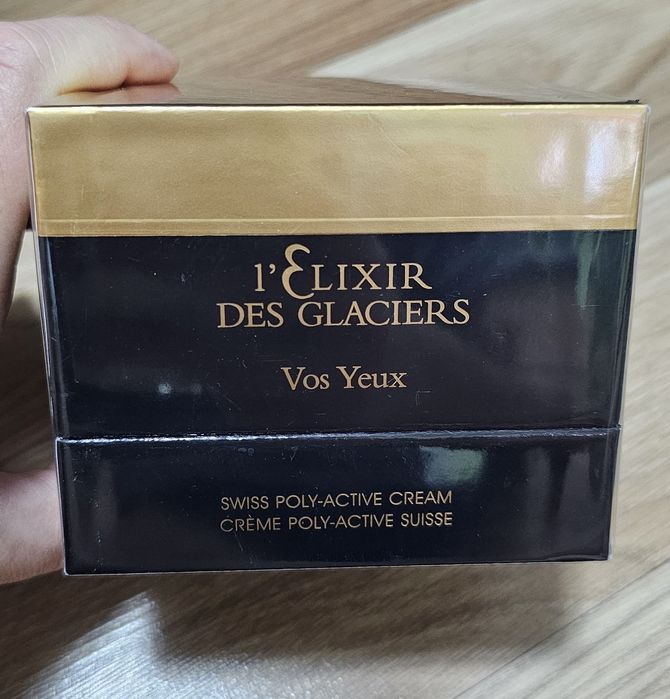 l'Elixir
des Glaciers
Vos Yeux
SWISS POLY-ACTIVE CREAM
CRÈME POLY-ACTIVE SUISSE